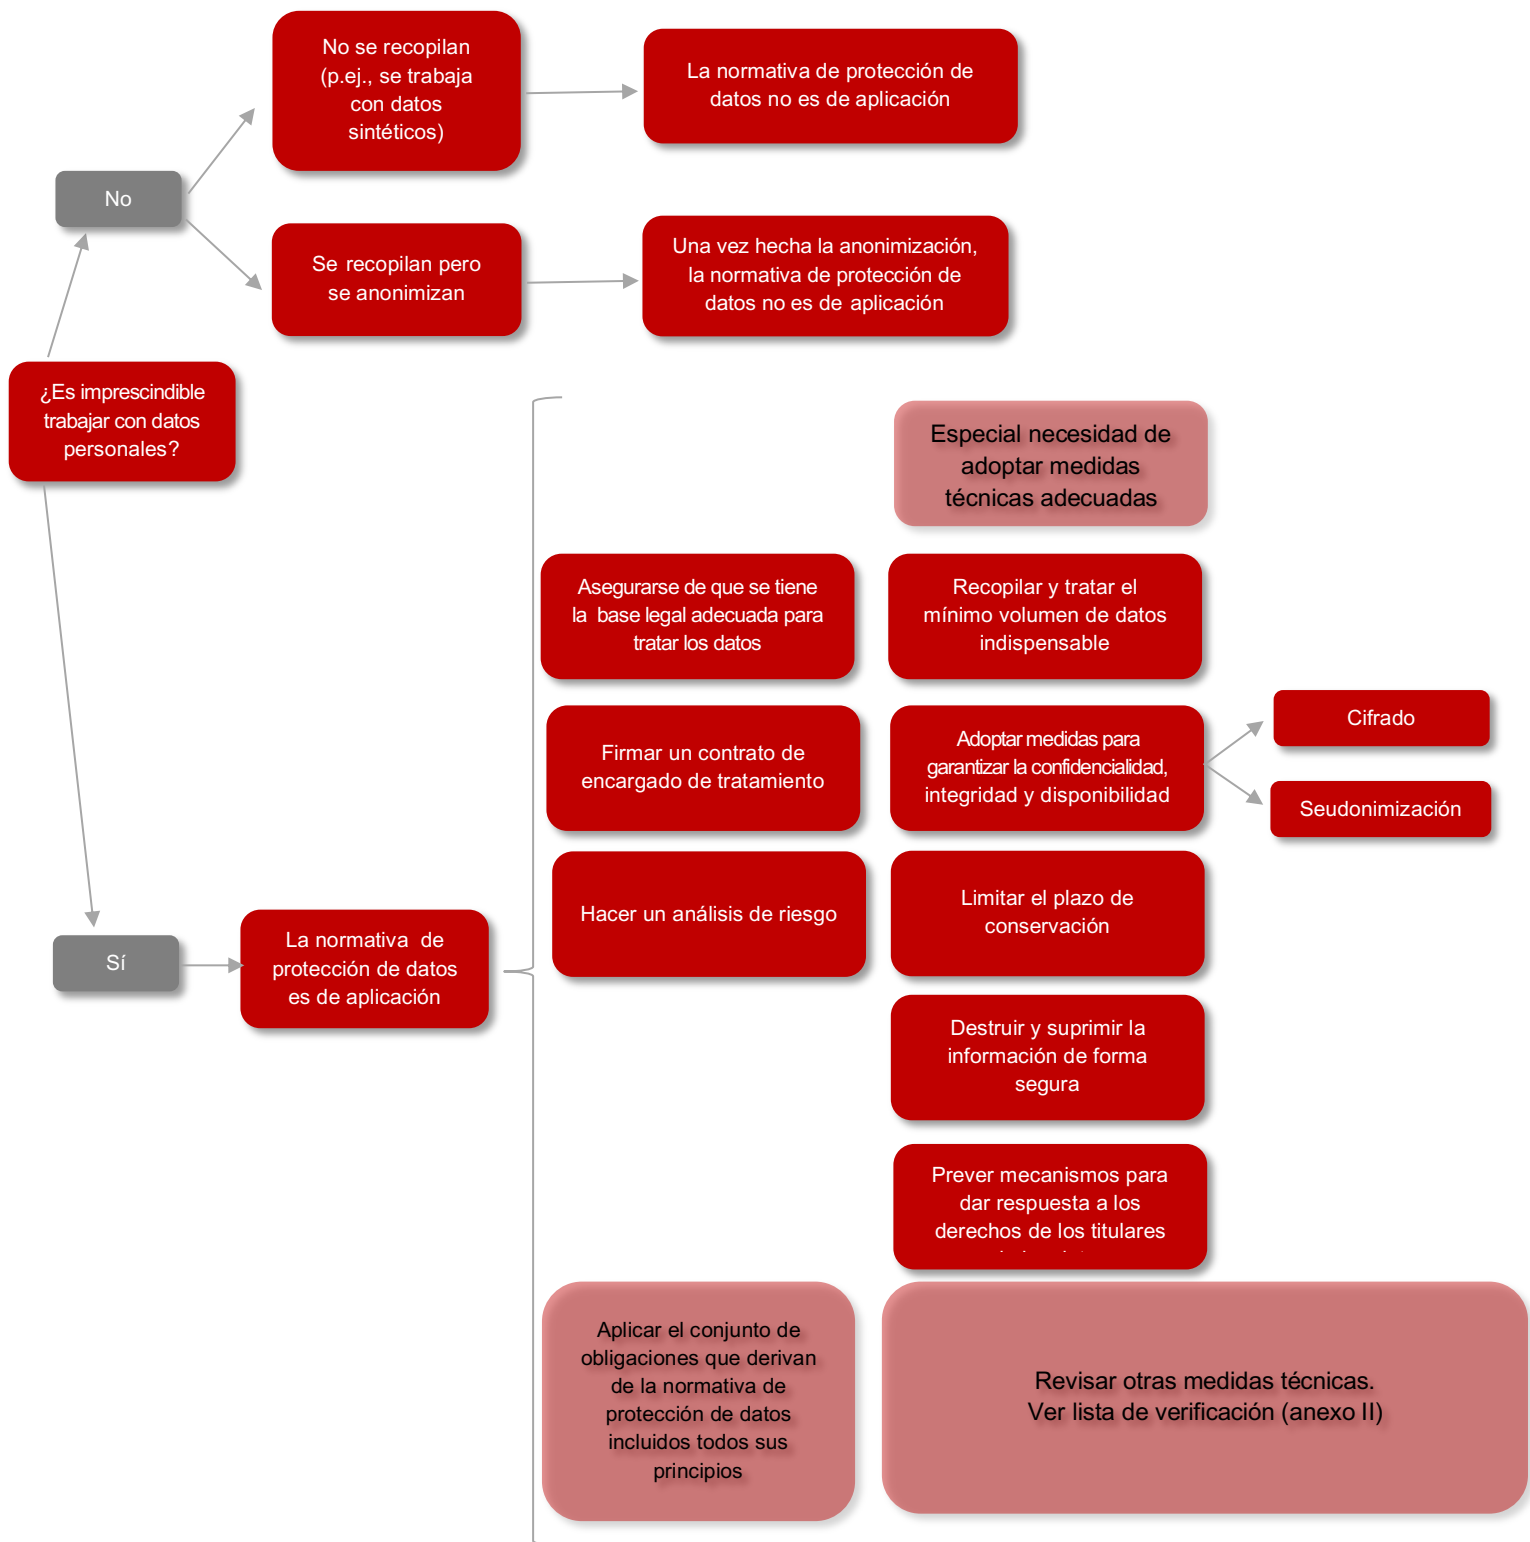 No se recopilan
(p.ej., se trabaja
con datos
sintéticos)
La normativa de protección de
datos no es de aplicación
No
Se recopilan pero
se anonimizan
Una vez hecha la anonimización,
la normativa de protección de
datos no es de aplicación
¿Es imprescindible
trabajar con datos
personales?
Especial necesidad de
adoptar medidas
técnicas adecuadas
Asegurarse de que se tiene
la base legal adecuada para
tratar los datos
Recopilar y tratar el
mínimo volumen de datos
indispensable
Firmar un contrato de
encargado de tratamiento
Adoptar medidas para
garantizar la confidencialidad,
integridad y disponibilidad
Cifrado
Seudonimización
Hacer un análisis de riesgo
Limitar el plazo de
conservación
Sí
La normativa de
protección de datos
es de aplicación
Destruir y suprimir la
información de forma
segura
Prever mecanismos para
dar respuesta a los
derechos de los titulares
Aplicar el conjunto de
obligaciones que derivan
de la normativa de
protección de datos
incluidos todos sus
principios
Revisar otras medidas técnicas.
Ver lista de verificación (anexo II)